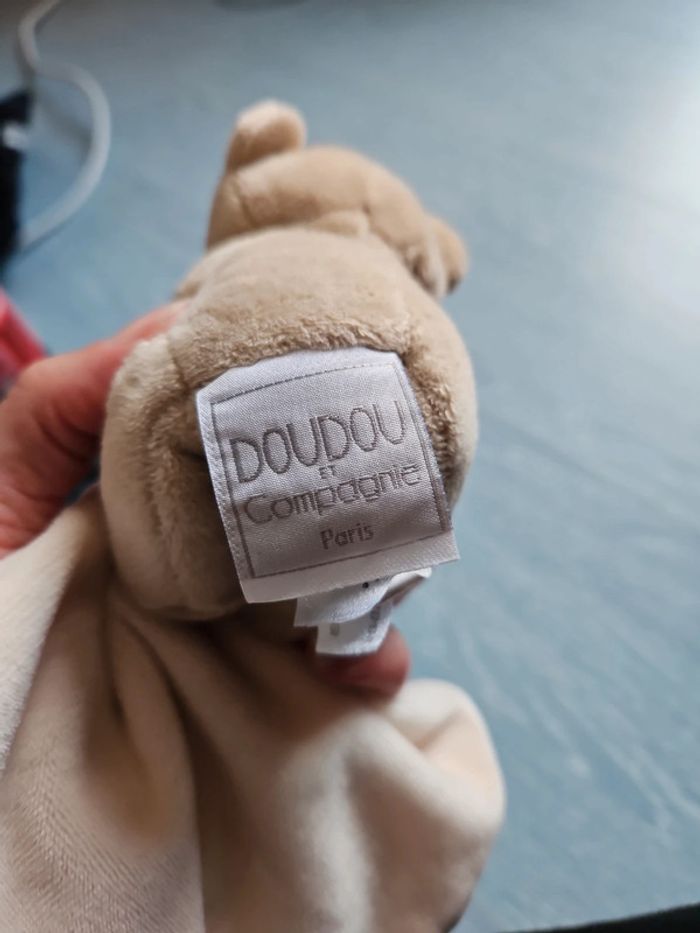 DOUDOU
ET
Compagnie
Paris